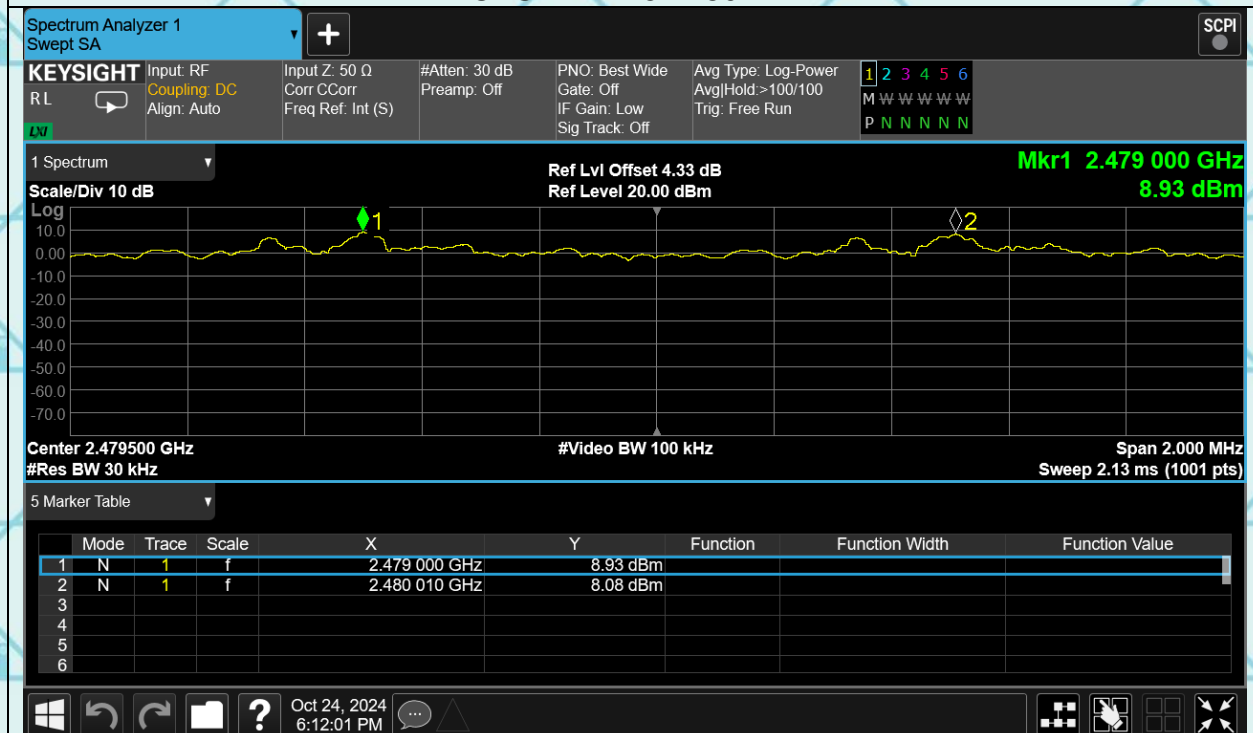 Spectrum Analyzer 1
Swept SA
+
SCPI
KEYSIGHT
R L
LXI
Input: RF
Coupling: DC
Align: Auto
Input Z: 50 Ω
Corr CCorr
Freq Ref: Int (S)
#Atten: 30 dB
Preamp: Off
PNO: Best Wide
Gate: Off
IF Gain: Low
Sig Track: Off
Avg Type: Log-Power
Avg|Hold:>100/100
Trig: Free Run
1 2 3 4 5 6
M W W W W W
P N N N N N
1 Spectrum
Scale/Div 10 dB
Ref Lvl Offset 4.33 dB
Ref Level 20.00 dBm
Mkr1 2.479 000 GHz
8.93 dBm
Log
10.0
0.00
-10.0
-20.0
-30.0
-40.0
-50.0
-60.0
-70.0
1
2
Center 2.479500 GHz
#Res BW 30 kHz
#Video BW 100 kHz
Span 2.000 MHz
Sweep 2.13 ms (1001 pts)
5 Marker Table
Mode Trace Scale X Y Function Function Width Function Value
1 N 1 f 2.479 000 GHz 8.93 dBm
2 N 1 f 2.480 010 GHz 8.08 dBm
3
4
5
6
?
Oct 24, 2024
6:12:01 PM